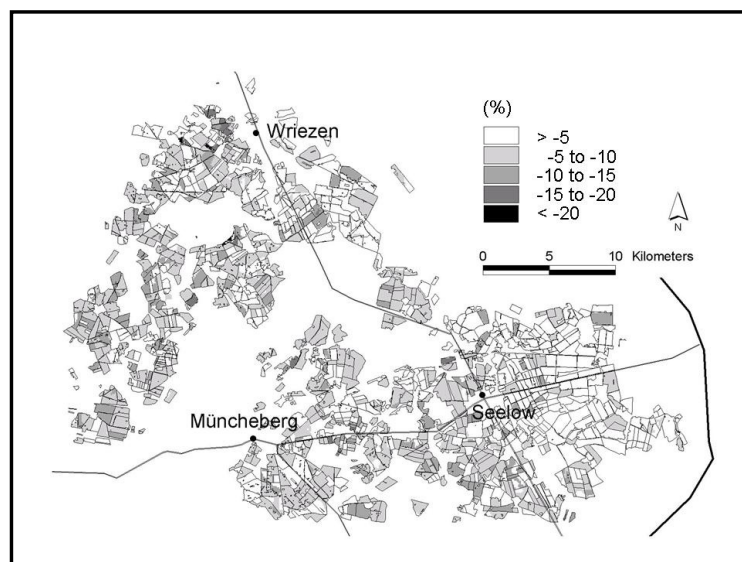 (%)
Wriezen
> -5
-5 to -10
-10 to -15
-15 to -20
< -20
N
0 5 10 Kilometers
Müncheberg
Seelow